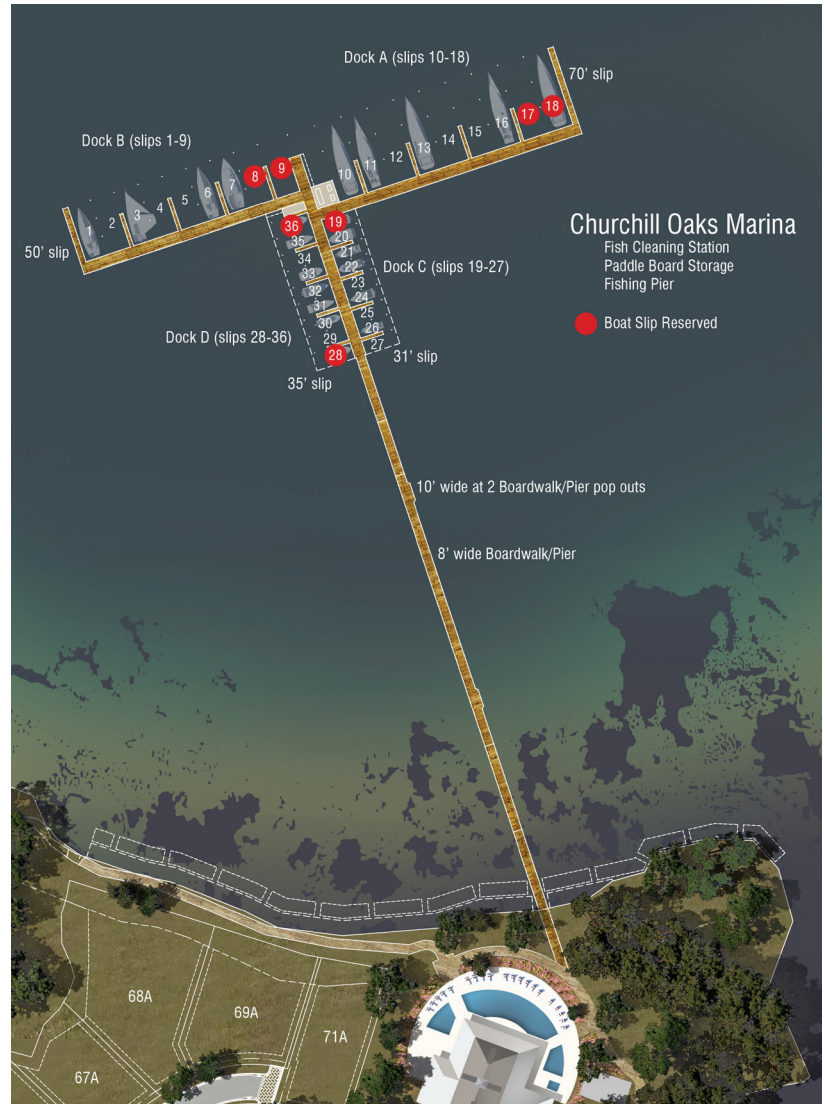 Dock A (slips 10-18)
70' slip
Dock B (slips 1-9)
50' slip
1
2
3
4
5
6
7
8
9
10
11
12
13
14
15
16
17
18
Churchill Oaks Marina
Fish Cleaning Station
Paddle Board Storage
Fishing Pier
Boat Slip Reserved
36
35
34
33
32
31
30
29
28
19
20
21
22
23
24
25
26
27
Dock C (slips 19-27)
Dock D (slips 28-36)
31' slip
35' slip
10' wide at 2 Boardwalk/Pier pop outs
8' wide Boardwalk/Pier
68A
69A
71A
67A